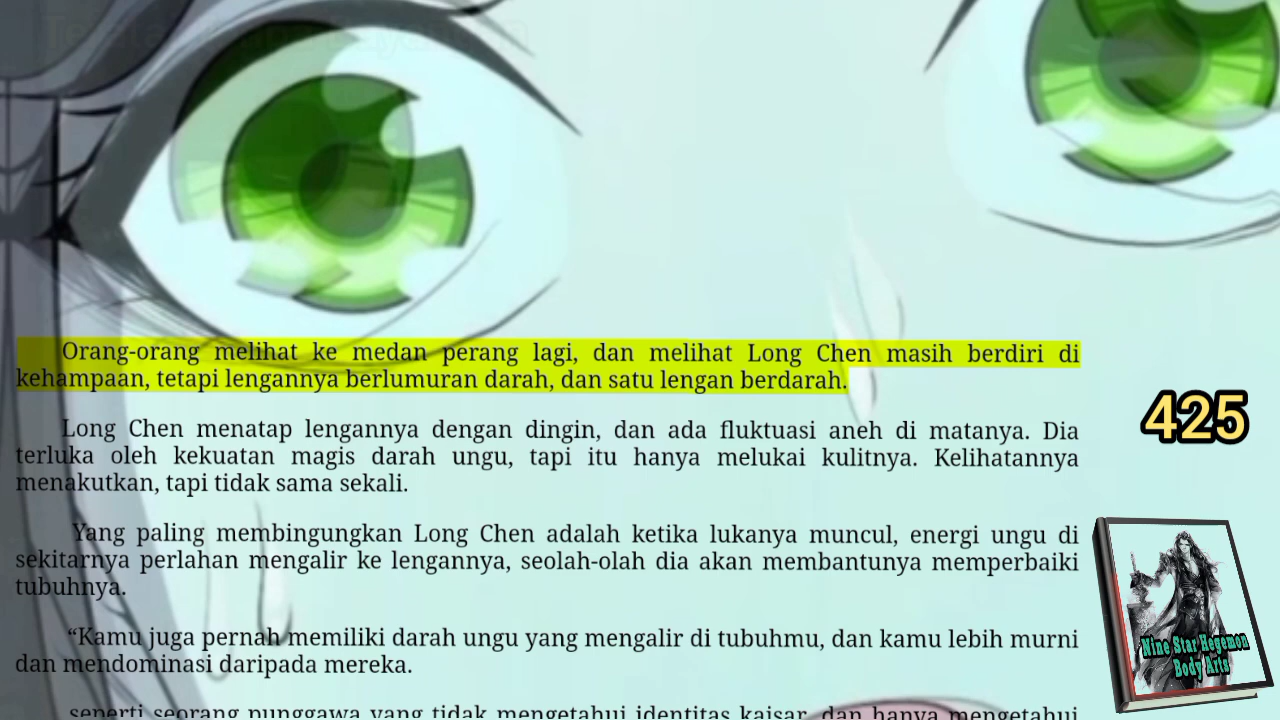 Orang-orang melihat ke medan perang lagi, dan melihat Long Chen masih berdiri di
kehampaan, tetapi lengannya berlumuran darah, dan satu lengan berdarah.
Long Chen menatap lengannya dengan dingin, dan ada fluktuasi aneh di matanya. Dia
terluka oleh kekuatan magis darah ungu, tapi itu hanya melukai kulitnya. Kelihatannya
menakutkan, tapi tidak sama sekali.
Yang paling membingungkan Long Chen adalah ketika lukanya muncul, energi ungu di
sekitarnya perlahan mengalir ke lengannya, seolah-olah dia akan membantunya memperbaiki
tubuhnya.
“Kamu juga pernah memiliki darah ungu yang mengalir di tubuhmu, dan kamu lebih murni
dan mendominasi daripada mereka.
seperti seorang punggawa yang tidak mengetahui identitas kaisar, dan hanya mengetahui
425
Nine Star Hegemon
Body Arts